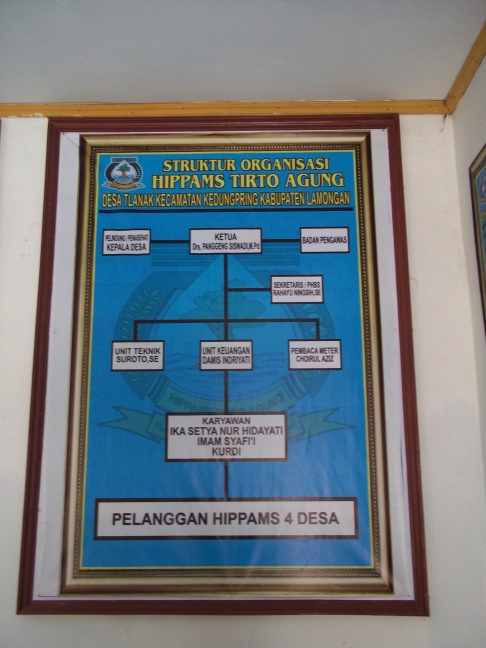 STRUKTUR ORGANISASI
HIPPAMS TIRTO AGUNG
DESA TLANAK KECAMATAN KEDUNGPRING KABUPATEN LAMONGAN
PELINDUNG / PENASEHAT
KEPALA DESA
KETUA
Drs, PANGGENG SISWADI,M,Pd
BADAN PENGAWAS
SEKRETARIS / PHBS
RAHAYU NINGSIH,SE
UNIT TEKNIK
SUROTO,SE
UNIT KEUANGAN
DAMIS INDRIYATI
PEMBACA METER
CHOIRUL AZIZ
KARYAWAN
IKA SETYA NUR HIDAYATI
IMAM SYAFI'I
KURDI
PELANGGAN HIPPAMS 4 DESA